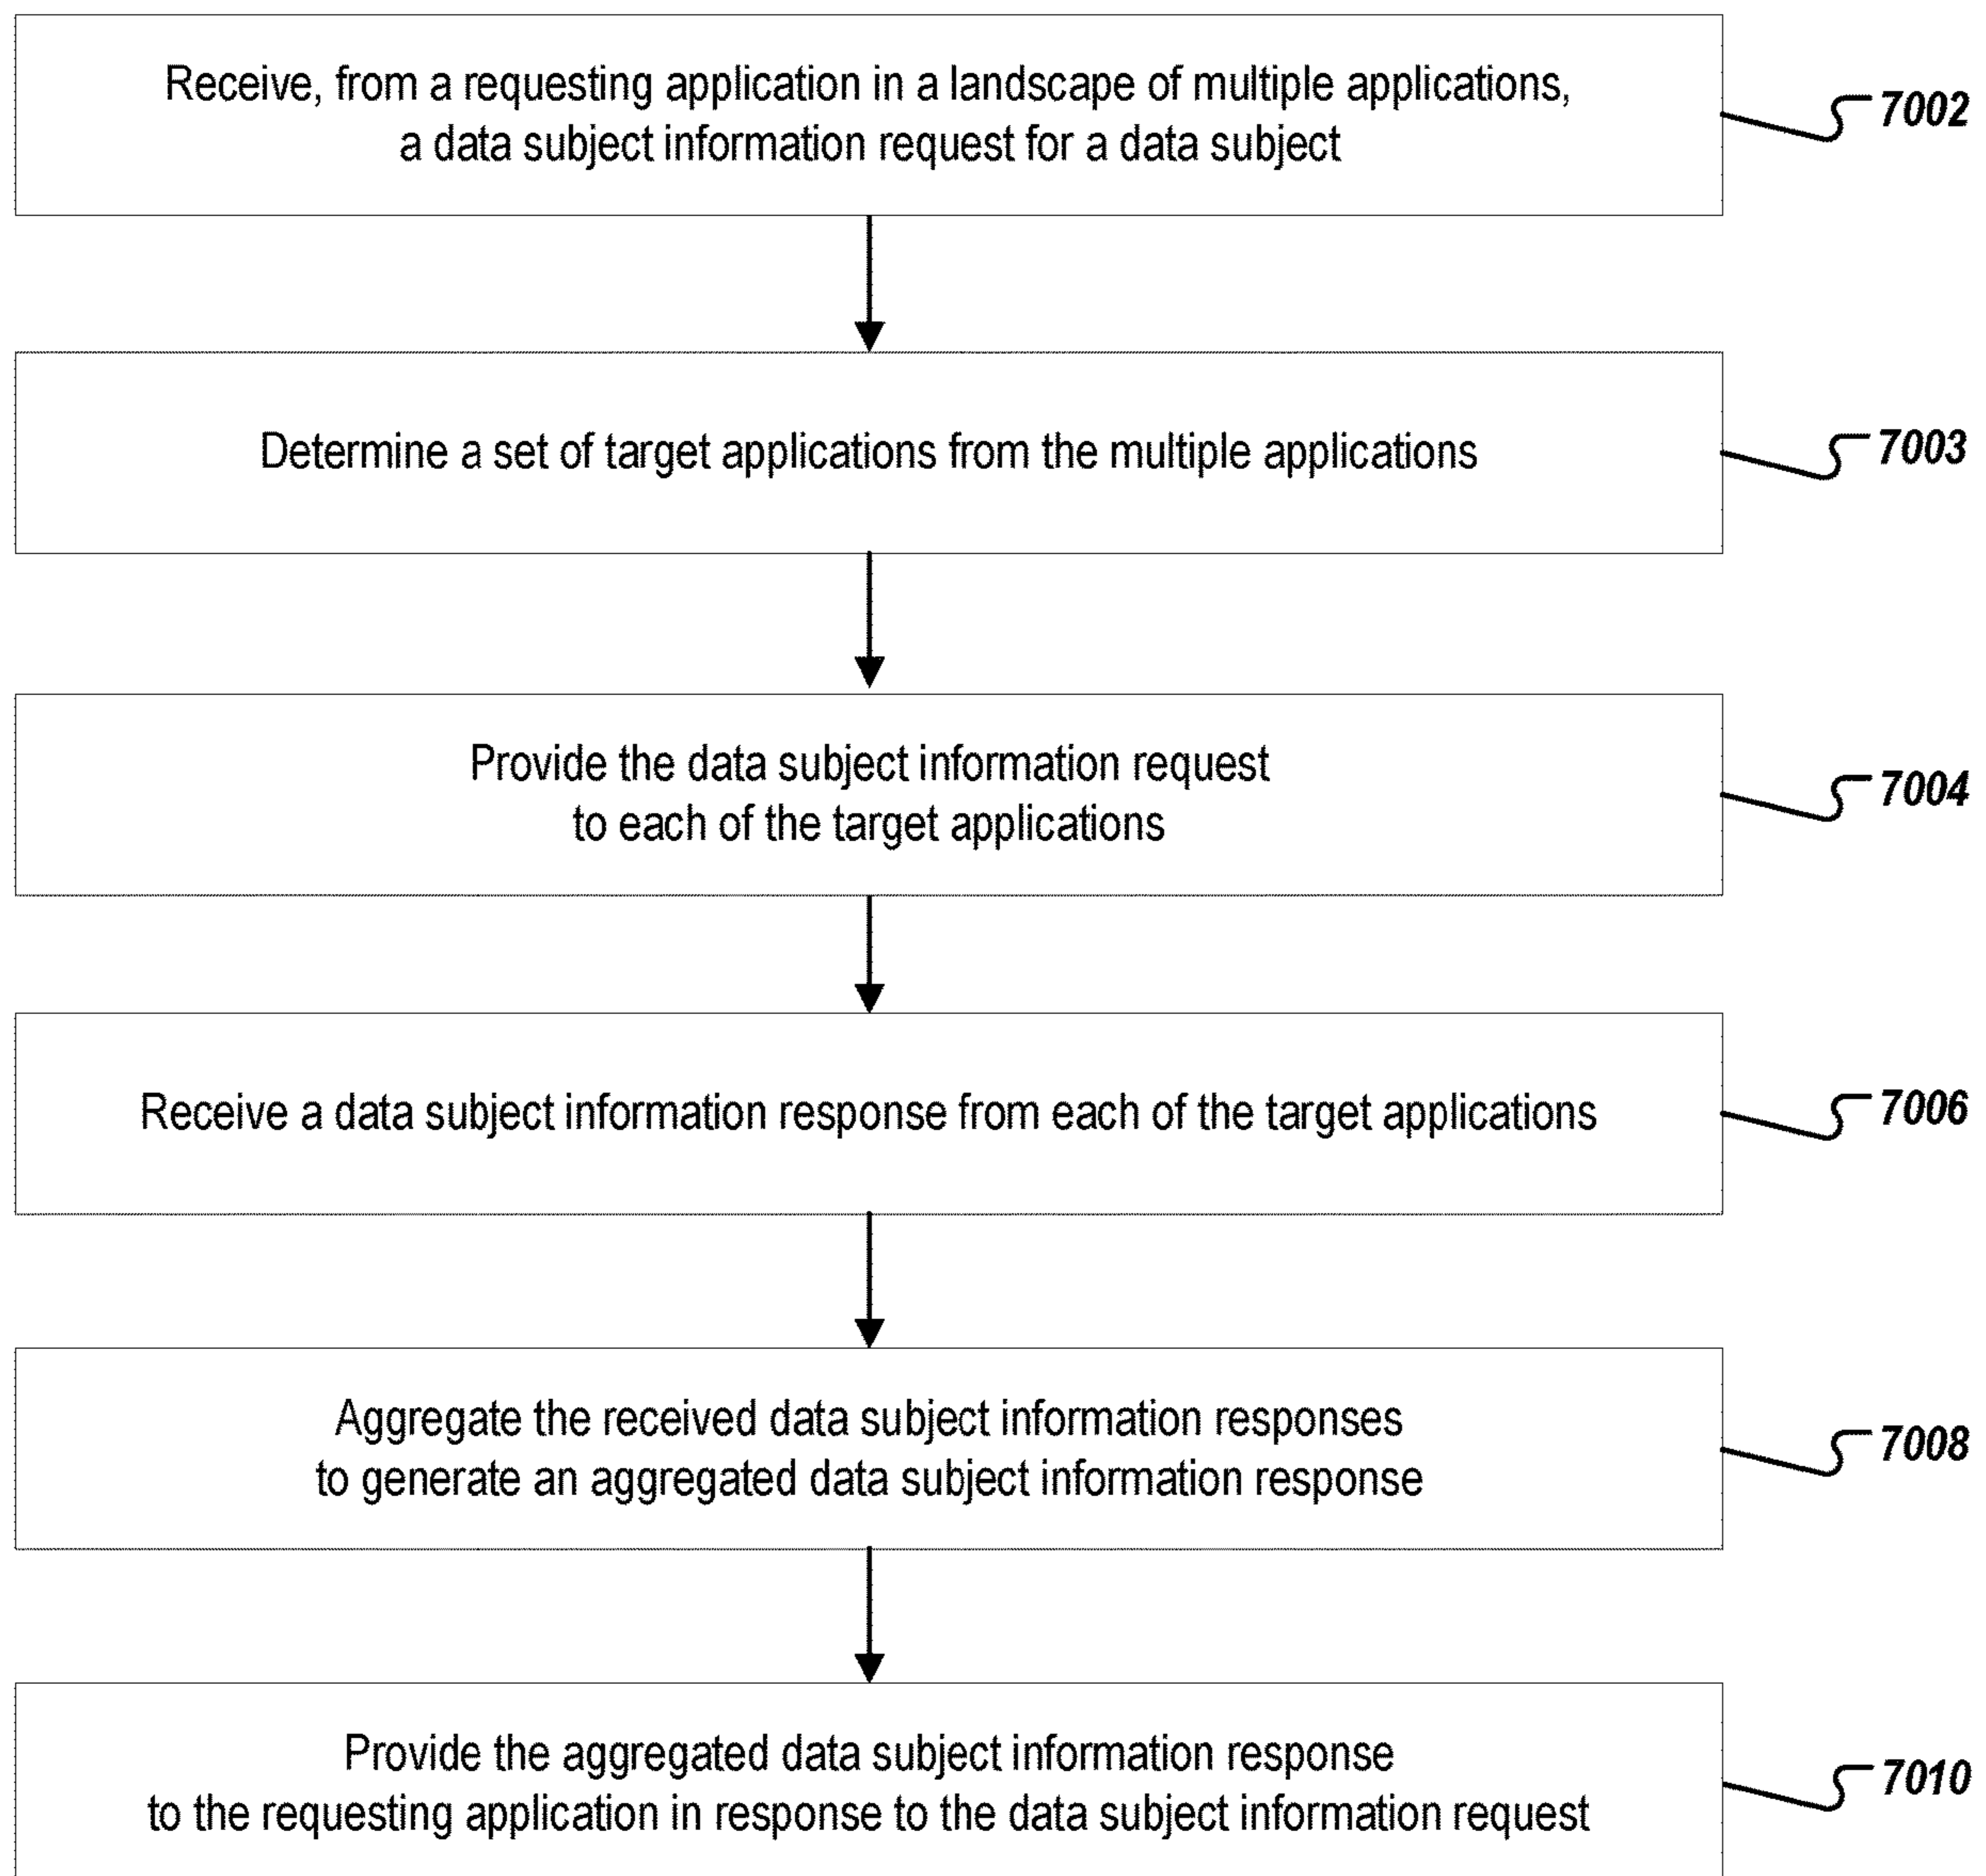 Receive, from a requesting application in a landscape of multiple applications,
a data subject information request for a data subject
7002
Determine a set of target applications from the multiple applications
7003
Provide the data subject information request
to each of the target applications
7004
Receive a data subject information response from each of the target applications
7006
Aggregate the received data subject information responses
to generate an aggregated data subject information response
7008
Provide the aggregated data subject information response
to the requesting application in response to the data subject information request
7010